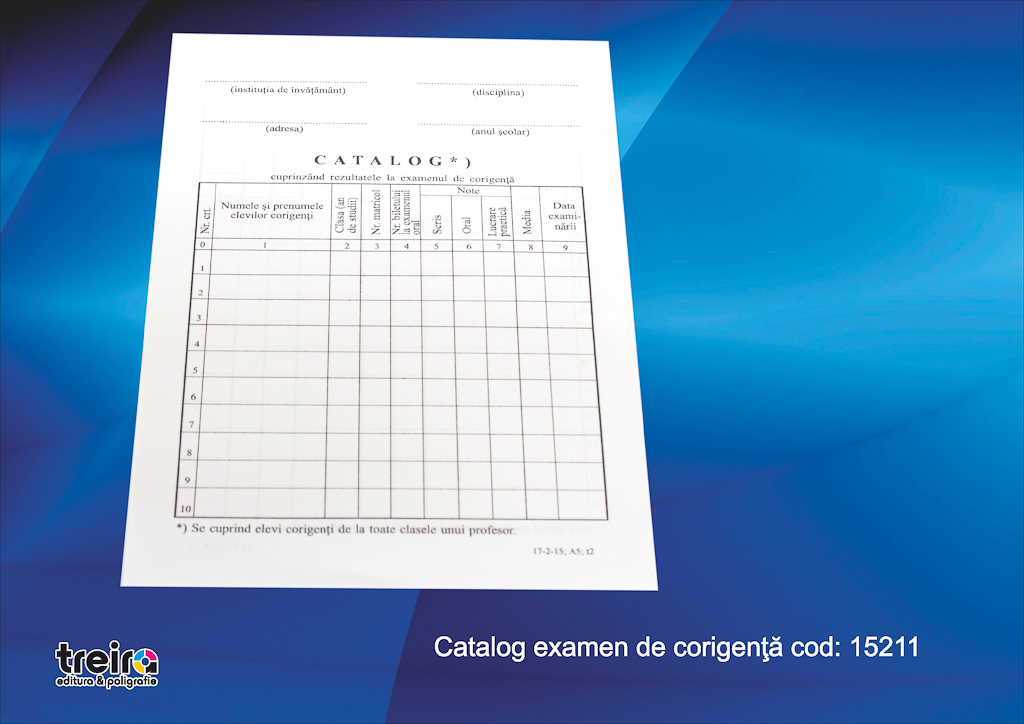 (instituția de învățământ)
(disciplina)
(adresa)
(anul școlar)
CATALOG*)
cuprinzând rezultatele la examenul de corigență
Nr. crt.
Numele și prenumele
elevilor corigenți
Clasa (an
de studii)
Nr. matricol
Nr. biletului
la examenul
oral
Note
Scris
Oral
Lucrare
practică
Media
Data
exami-
nării
0 1 2 3 4 5 6 7 8 9
1
2
3
4
5
6
7
8
9
10
*) Se cuprind elevi corigenți de la toate clasele unui profesor.
17-2-15; A5; t2
treira
editura & poligrafie
Catalog examen de corigenţă cod: 15211